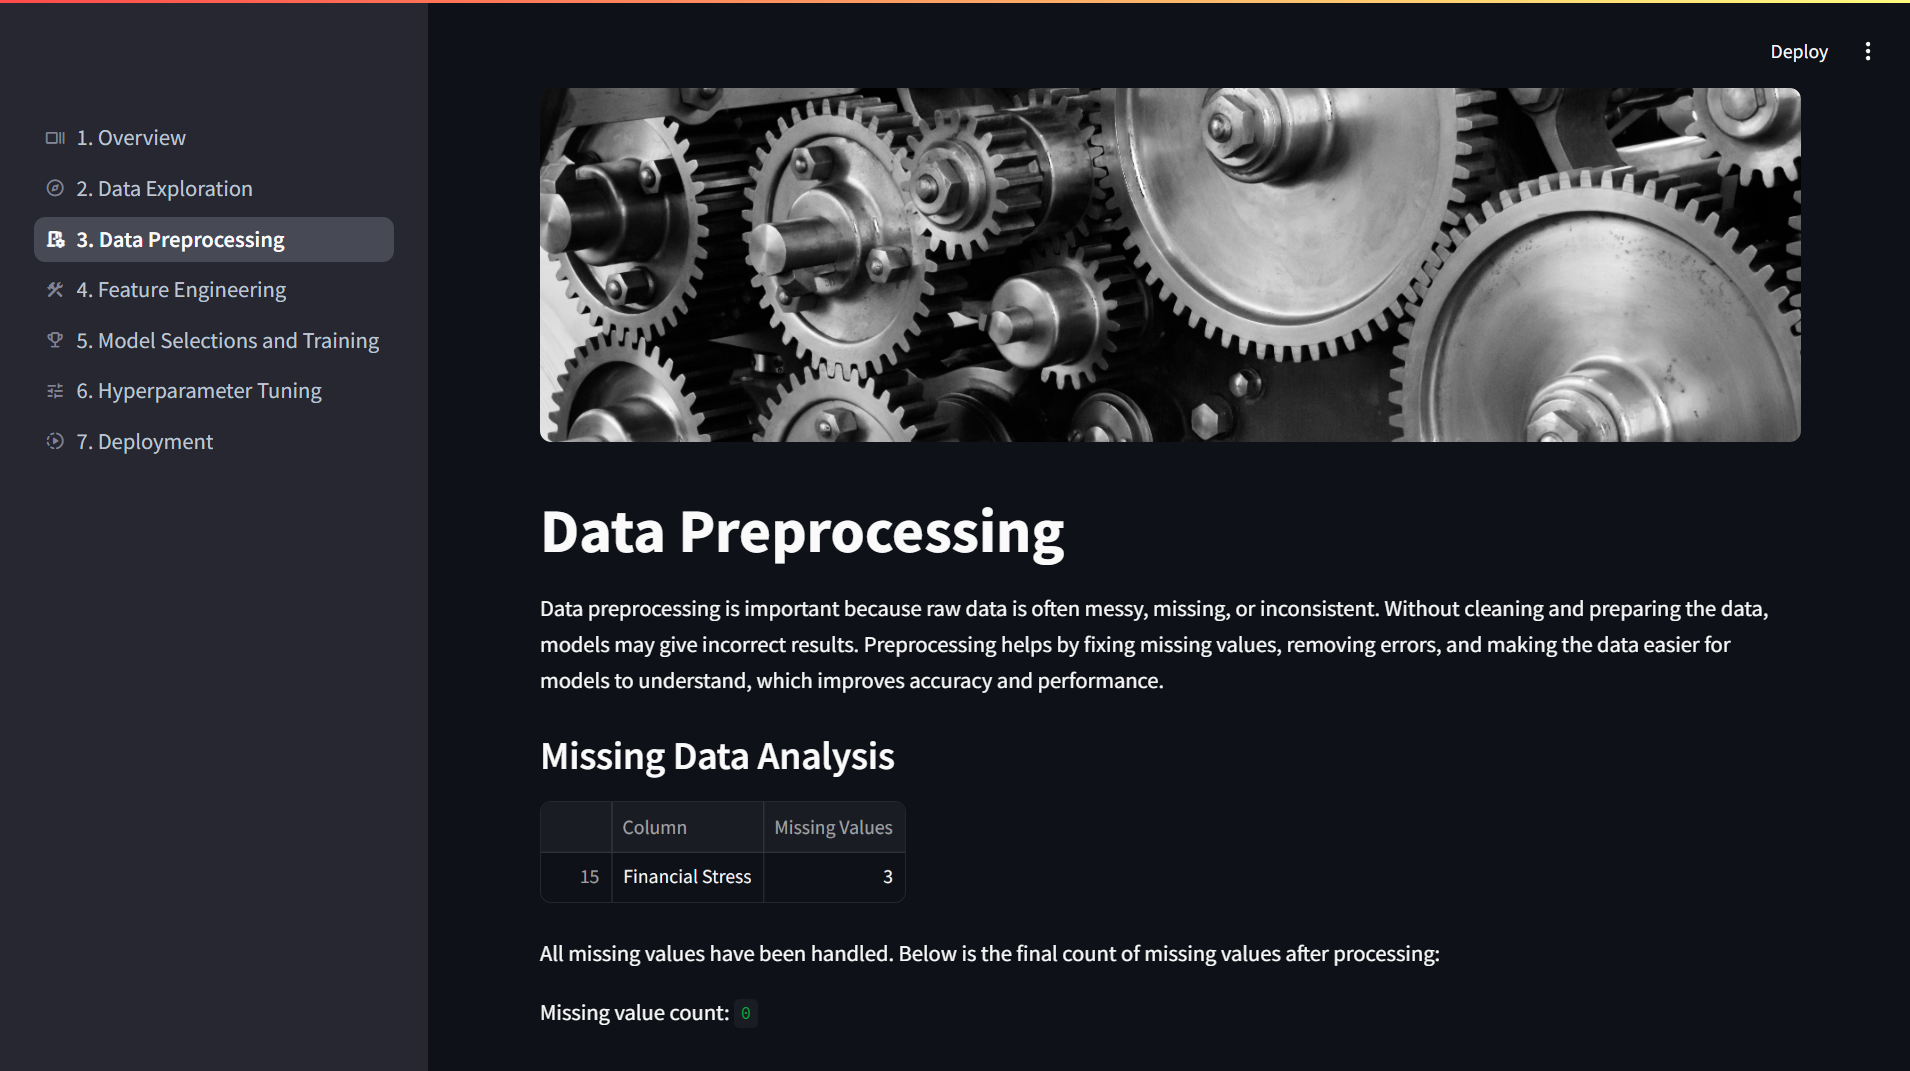 Deploy
1. Overview
2. Data Exploration
3. Data Preprocessing
4. Feature Engineering
5. Model Selections and Training
6. Hyperparameter Tuning
7. Deployment
Data Preprocessing
Data preprocessing is important because raw data is often messy, missing, or inconsistent. Without cleaning and preparing the data,
models may give incorrect results. Preprocessing helps by fixing missing values, removing errors, and making the data easier for
models to understand, which improves accuracy and performance.
Missing Data Analysis
Column Missing Values
15 Financial Stress 3
All missing values have been handled. Below is the final count of missing values after processing:
Missing value count: 0